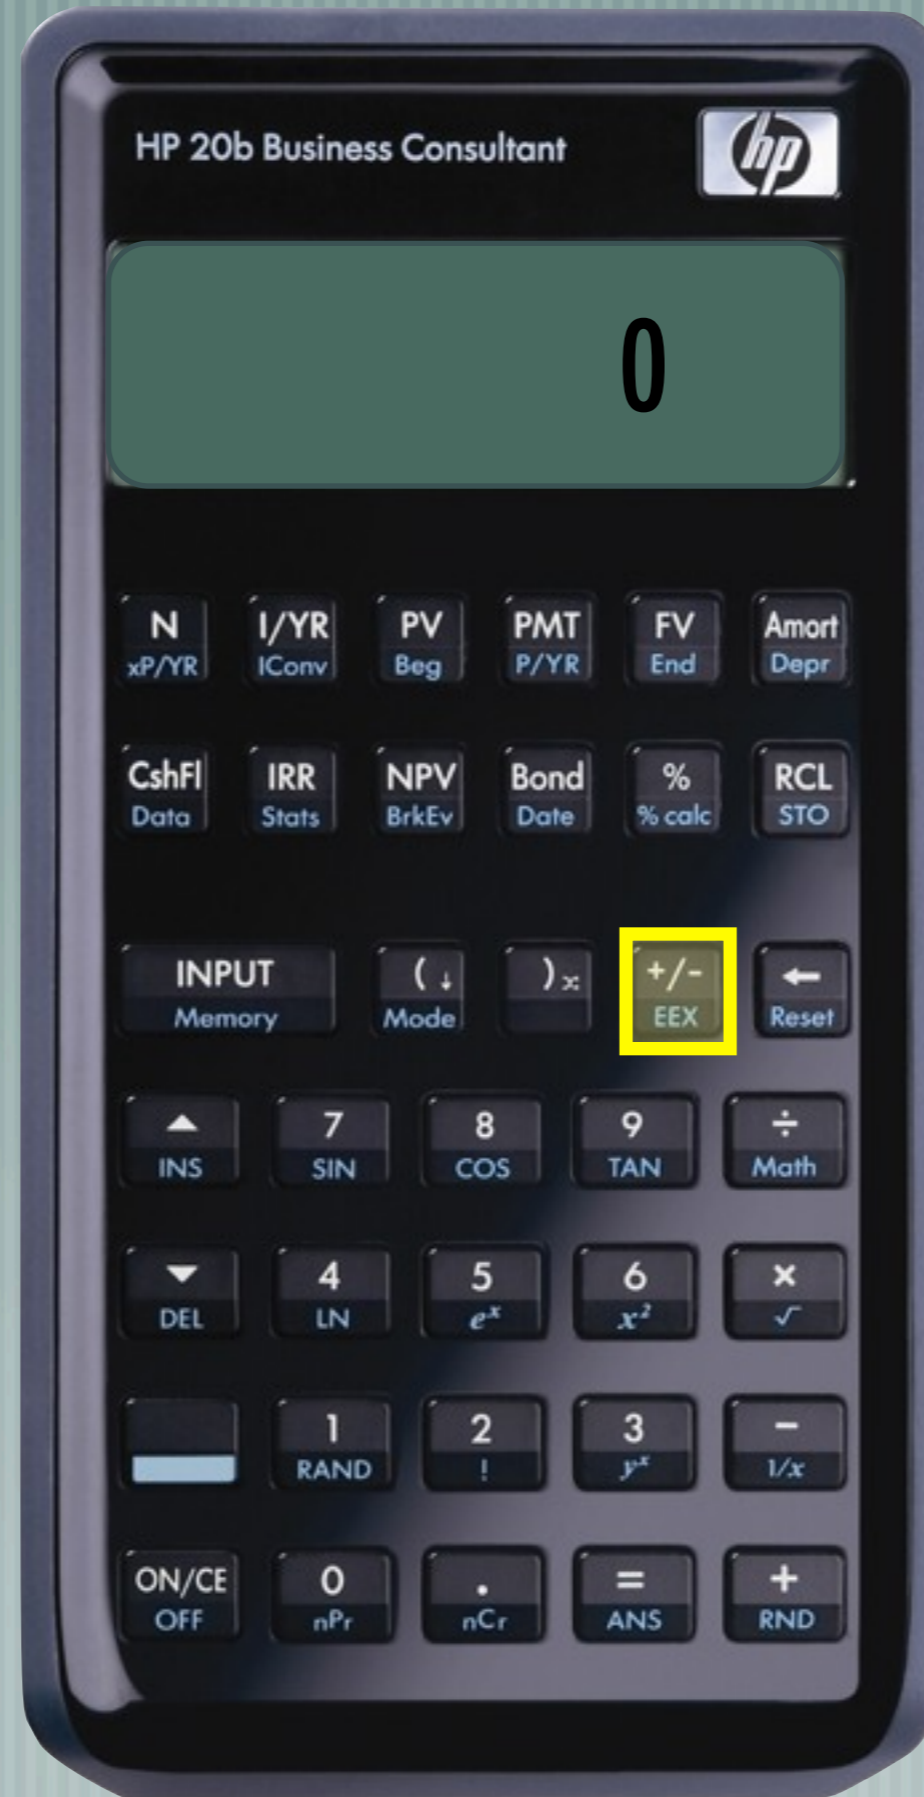 HP 20b Business Consultant
hp
0
N I/YR PV PMT FV Amort
xP/YR IConv Beg P/YR End Depr
CshFl IRR NPV Bond % RCL
Data Stats BrkEv Date % calc STO
INPUT ( ↓ ) x +/- ←
Memory Mode EEX Reset
▲ 7 8 9 ÷
INS SIN COS TAN Math
▼ 4 5 6 ×
DEL LN eˣ x² √
1 2 3 −
RAND ! yˣ 1/x
ON/CE 0 . = +
OFF nPr nCr ANS RND